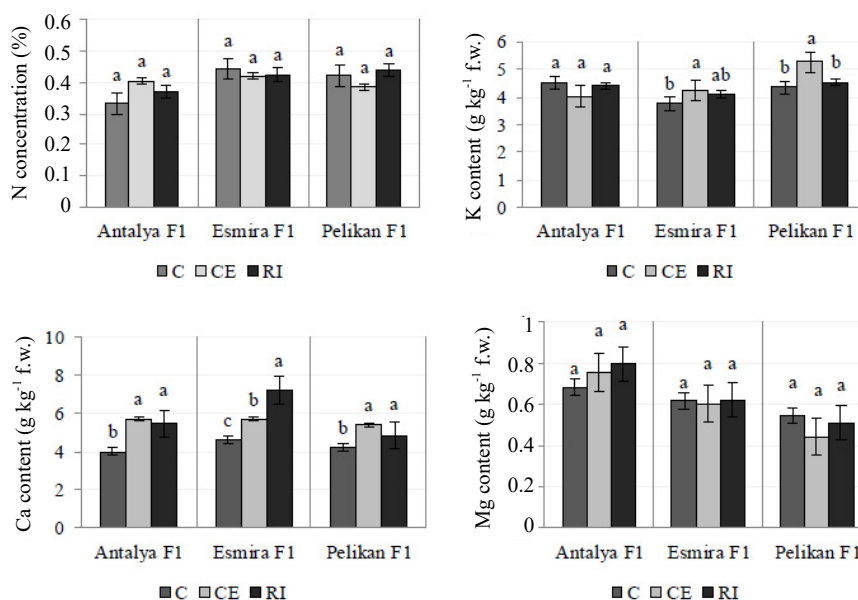 N concentration (%)
0.6
0.5
0.4
0.3
0.2
0.1
0
a a a
a a a
a a a
Antalya F1 Esmira F1 Pelikan F1
C CE RI
K content (g kg⁻¹ f.w.)
6
5
4
3
2
1
0
a a a
b a ab
b a b
Antalya F1 Esmira F1 Pelikan F1
C CE RI
Ca content (g kg⁻¹ f.w.)
10
8
6
4
2
0
b a a
c b a
b a a
Antalya F1 Esmira F1 Pelikan F1
C CE RI
Mg content (g kg⁻¹ f.w.)
1
0.8
0.6
0.4
0.2
0
a a a
a a a
a a a
Antalya F1 Esmira F1 Pelikan F1
C CE RI